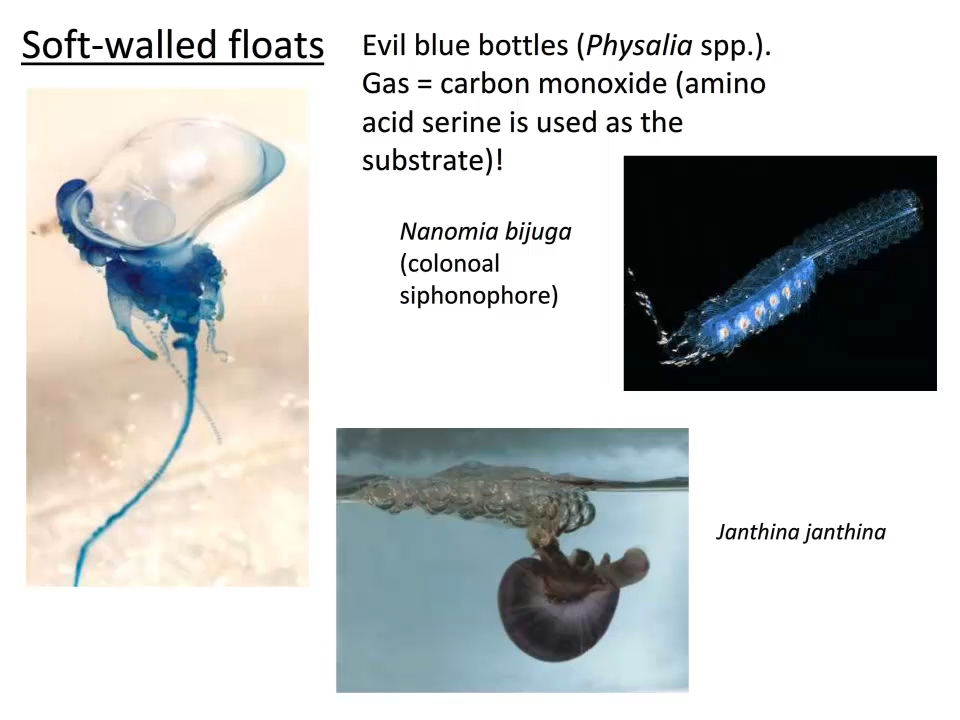 Soft-walled floats
Evil blue bottles (Physalia spp.).
Gas = carbon monoxide (amino
acid serine is used as the
substrate)!
Nanomia bijuga
(colonoal
siphonophore)
Janthina janthina